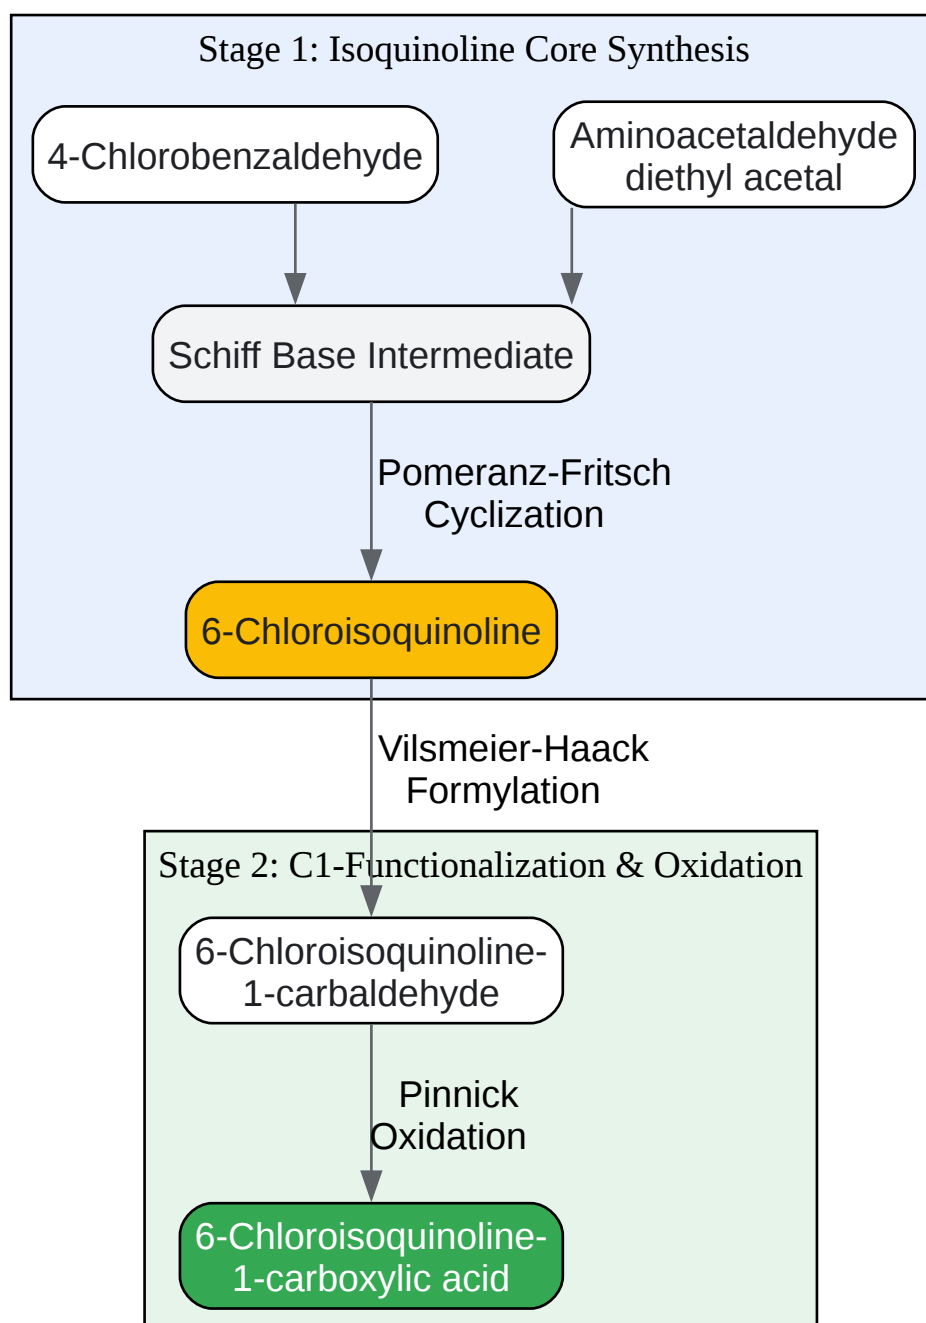 Stage 1: Isoquinoline Core Synthesis
4-Chlorobenzaldehyde
Aminoacetaldehyde
diethyl acetal
Schiff Base Intermediate
Pomeranz-Fritsch
Cyclization
6-Chloroisoquinoline
Vilsmeier-Haack
Formylation
Stage 2: C1-Functionalization & Oxidation
6-Chloroisoquinoline-
1-carbaldehyde
Pinnick
Oxidation
6-Chloroisoquinoline-
1-carboxylic acid